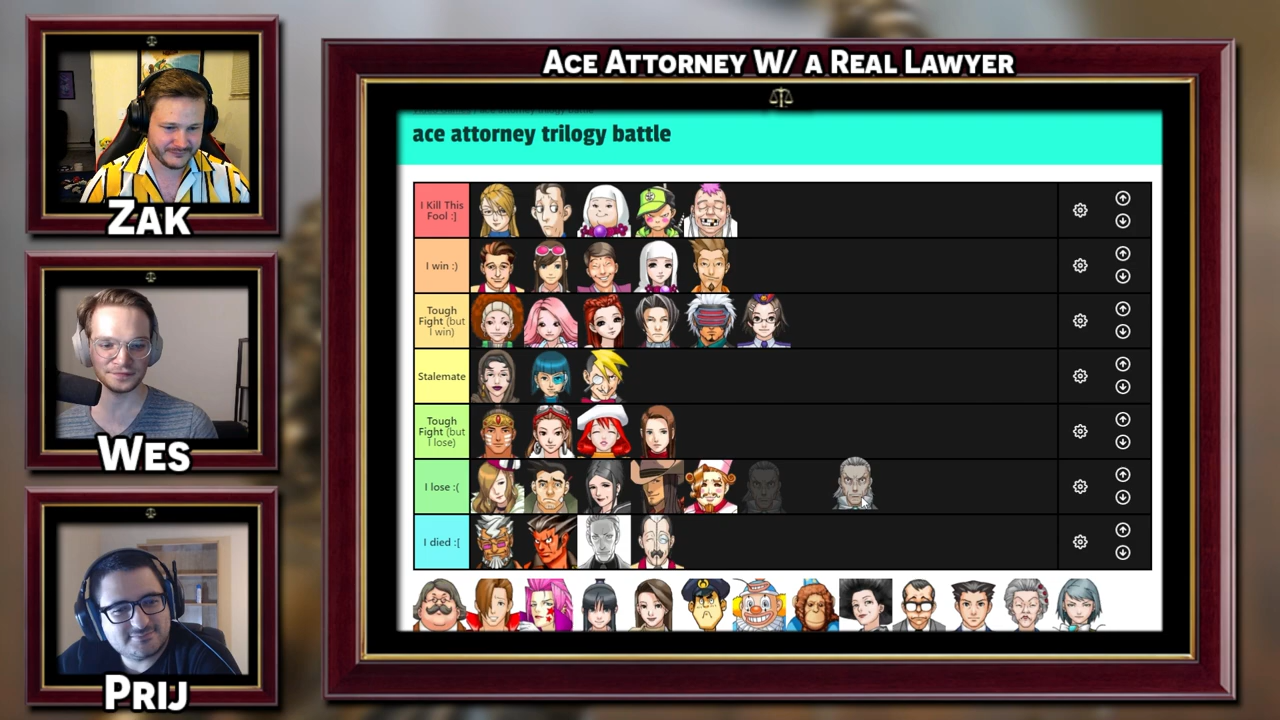 ACE ATTORNEY W/ A REAL LAWYER
ace attorney trilogy battle
I Kill This
Fool :]
I win :)
Tough
Fight (but
I win)
Stalemate
Tough
Fight (but
I lose)
I lose :(
I died :[
ZAK
WES
PRIJ